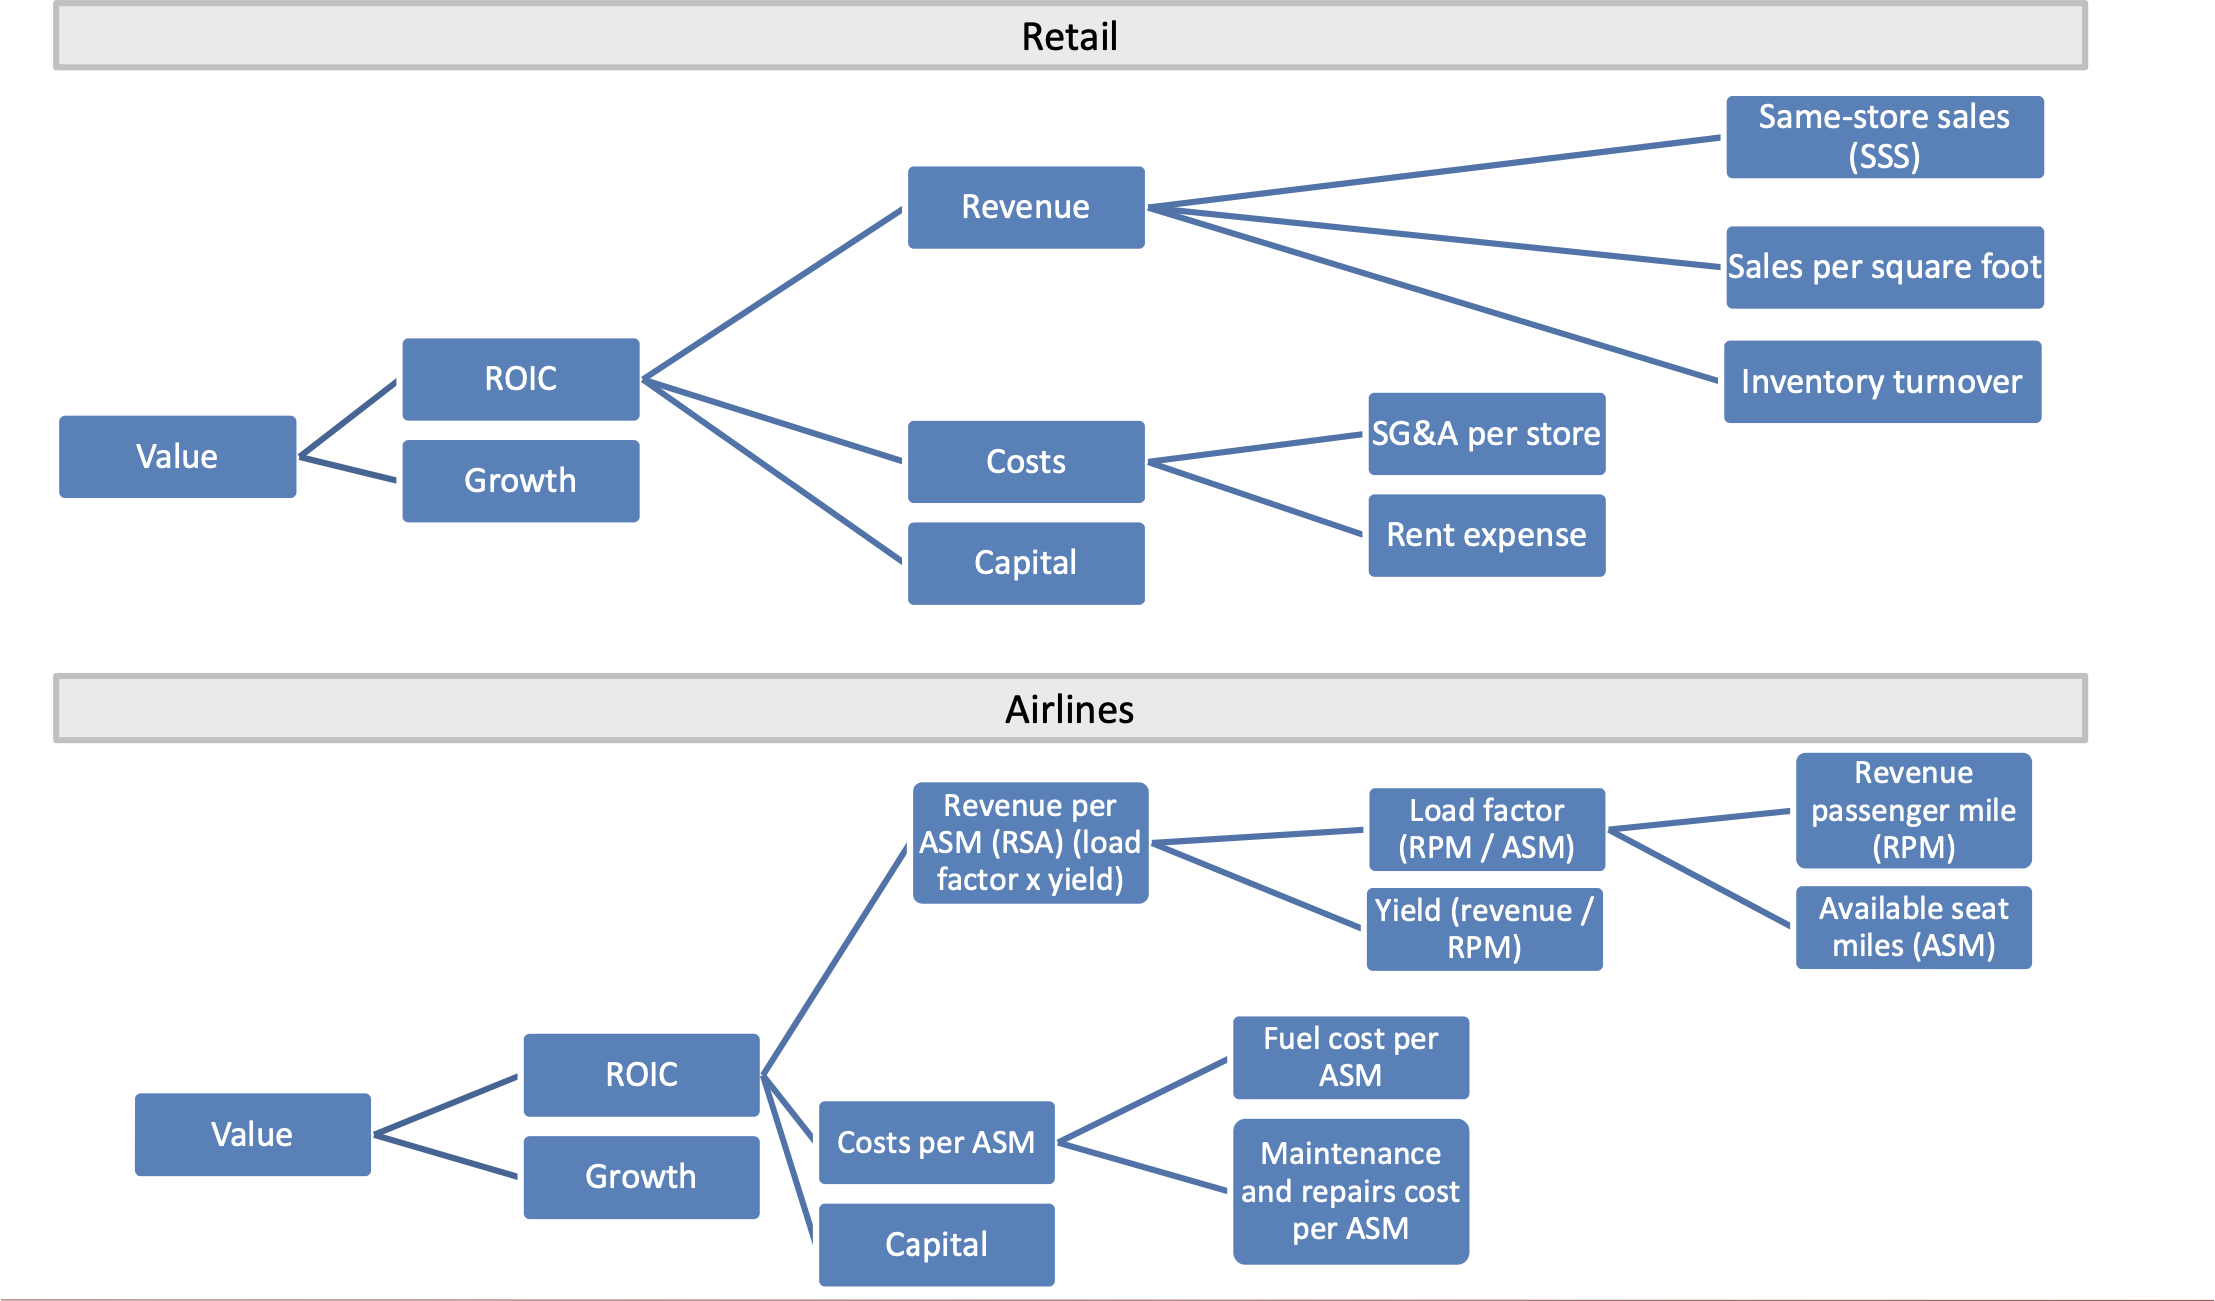 Retail
Same-store sales
(SSS)
Revenue
Sales per square foot
ROIC
Inventory turnover
SG&A per store
Value
Costs
Growth
Rent expense
Capital
Airlines
Revenue per
ASM (RSA) (load
factor x yield)
Load factor
(RPM / ASM)
Revenue
passenger mile
(RPM)
Yield (revenue /
RPM)
Available seat
miles (ASM)
Fuel cost per
ASM
ROIC
Value
Costs per ASM
Growth
Maintenance
and repairs cost
per ASM
Capital